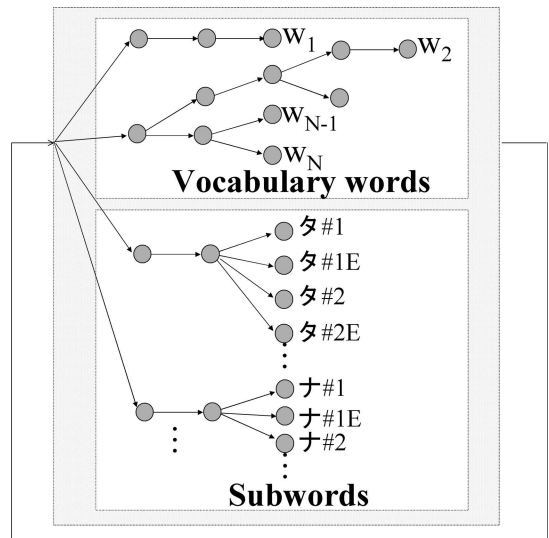 W1
W2
WN-1
WN
Vocabulary words
タ#1
タ#1E
タ#2
タ#2E
ナ#1
ナ#1E
ナ#2
Subwords